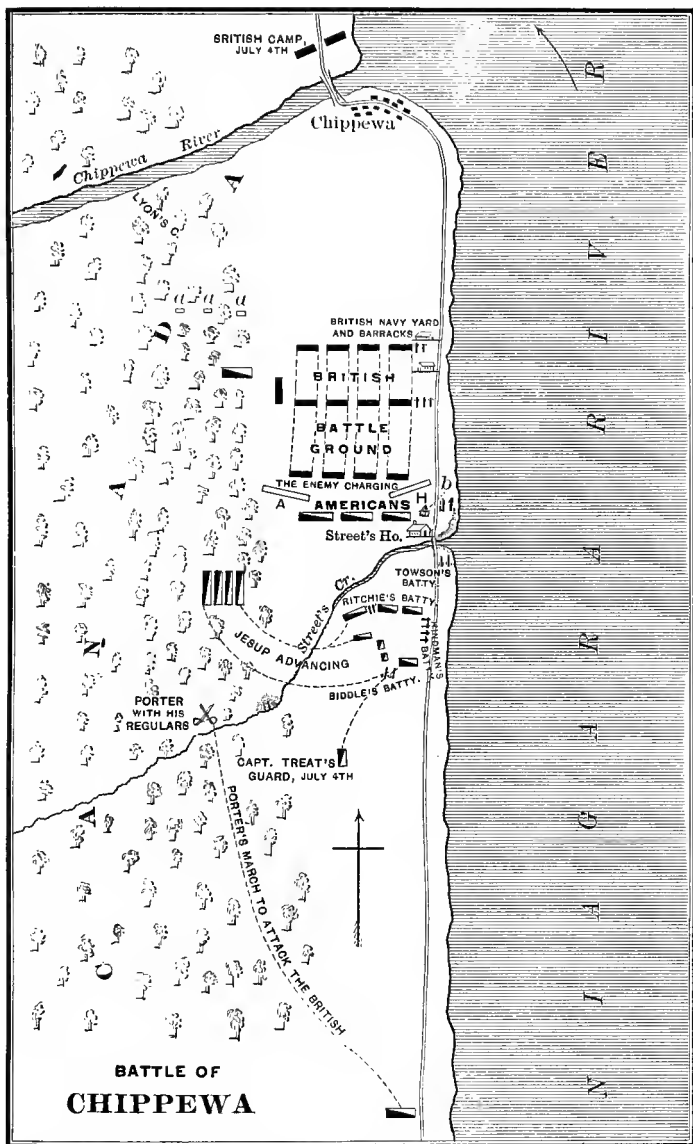 BRITISH CAMP,
JULY 4TH
Chippewa
Chippewa River
LYON'S C.
a a a
BRITISH NAVY YARD
AND BARRACKS
BRITISH
BATTLE
GROUND
THE ENEMY CHARGING
A
H
b
AMERICANS
Street's Ho.
TOWSON'S
BATTY.
Street's Cr.
RITCHIE'S BATTY
HINDMAN'S
BATTY.
JESUP ADVANCING
BIDDLE'S BATTY.
PORTER
WITH HIS
REGULARS
CAPT. TREAT'S
GUARD, JULY 4TH
PORTER'S MARCH TO ATTACK THE BRITISH
CANADA
NIAGARA RIVER
BATTLE OF
CHIPPEWA